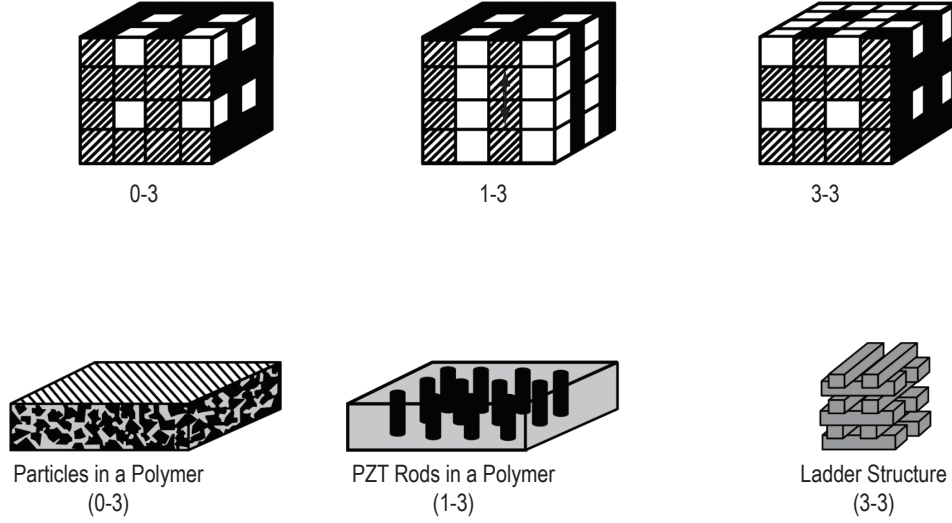 0-3
1-3
3-3
Particles in a Polymer
(0-3)
PZT Rods in a Polymer
(1-3)
Ladder Structure
(3-3)